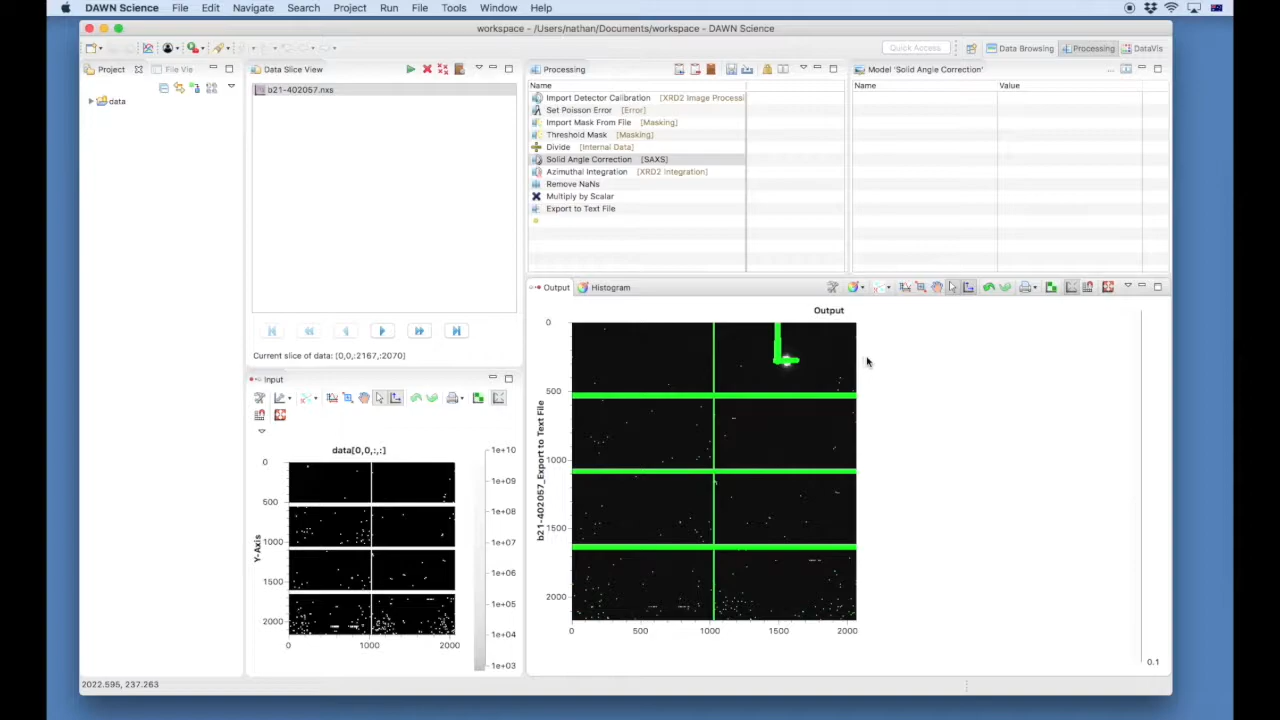 DAWN Science File Edit Navigate Search Project Run File Tools Window Help
workspace - /Users/nathan/Documents/workspace - DAWN Science
Quick Access Data Browsing Processing DataVis
Project File Vie
data
Data Slice View
b21-402057.nxs
Current slice of data: [0,0,:2167,:2070]
Processing
Name
Import Detector Calibration [XRD2 Image Processi
Set Poisson Error [Error]
Import Mask From File [Masking]
Threshold Mask [Masking]
Divide [Internal Data]
Solid Angle Correction [SAXS]
Azimuthal Integration [XRD2 Integration]
Remove NaNs
Multiply by Scalar
Export to Text File
Model 'Solid Angle Correction'
Name Value
Input
data[0,0,:,:]
Y-Axis
0
500
1000
1500
2000
0 1000 2000
1e+10
1e+09
1e+08
1e+07
1e+06
1e+05
1e+04
1e+03
Output Histogram
Output
b21-402057_Export to Text File
0
500
1000
1500
2000
0 500 1000 1500 2000
0.1
2022.595, 237.263